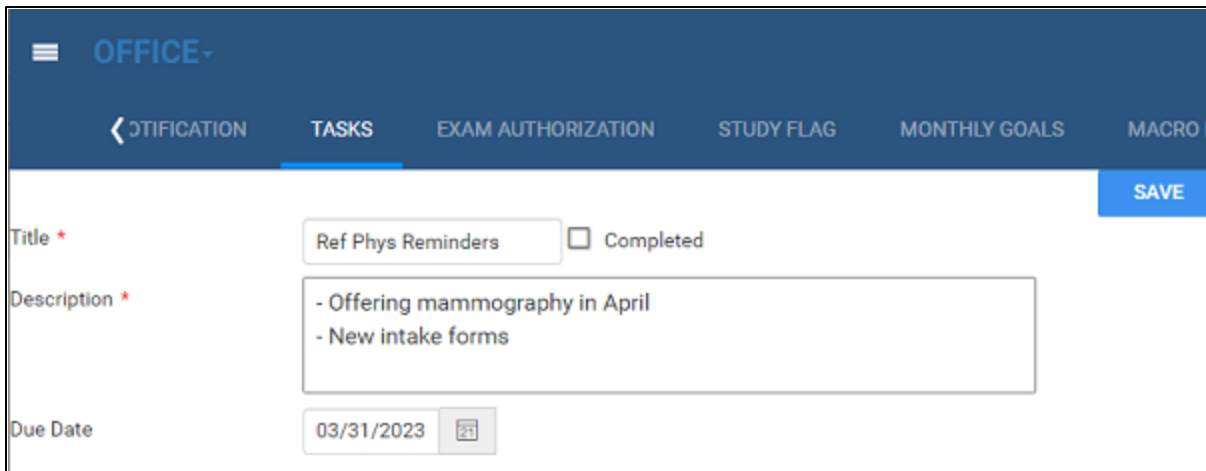 OFFICE
OTIFICATION TASKS EXAM AUTHORIZATION STUDY FLAG MONTHLY GOALS MACRO
SAVE
Title * Ref Phys Reminders Completed
Description * - Offering mammography in April
- New intake forms
Due Date 03/31/2023 21